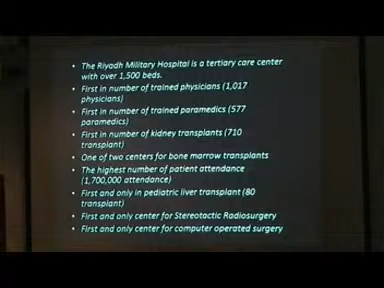 • The Riyadh Military Hospital is a tertiary care center
with over 1,500 beds.
• First in number of trained physicians (1,017
physicians)
• First in number of trained paramedics (577
paramedics)
• First in number of kidney transplants (710
transplant)
• One of two centers for bone marrow transplants
• The highest number of patient attendance
(1,700,000 attendance)
• First and only in pediatric liver transplant (80
transplant)
• First and only center for Stereotactic Radiosurgery
• First and only center for computer operated surgery